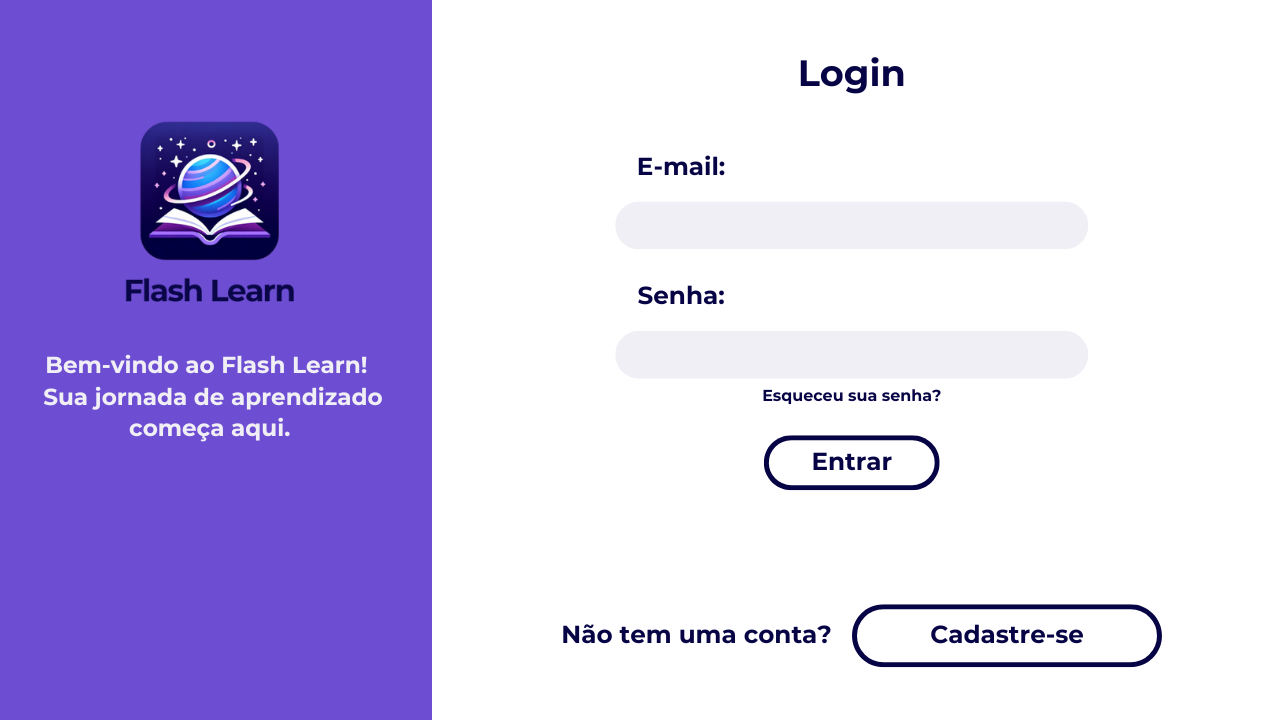 Flash Learn
Bem-vindo ao Flash Learn!
Sua jornada de aprendizado
começa aqui.
Login
E-mail:
Senha:
Esqueceu sua senha?
Entrar
Não tem uma conta?
Cadastre-se